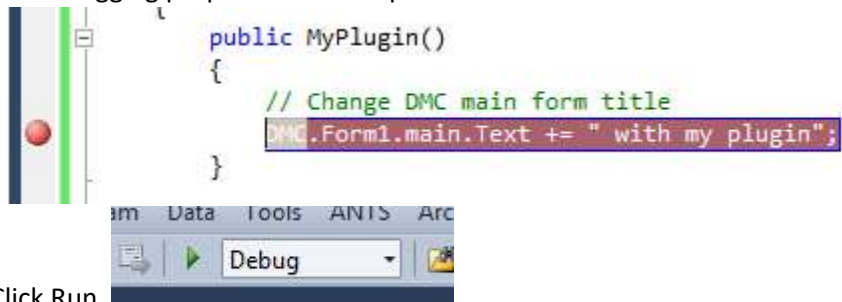 {
public MyPlugin()
{
// Change DMC main form title
DMC.Form1.main.Text += " with my plugin";
}
Data Tools ANTS
Debug
Click Run